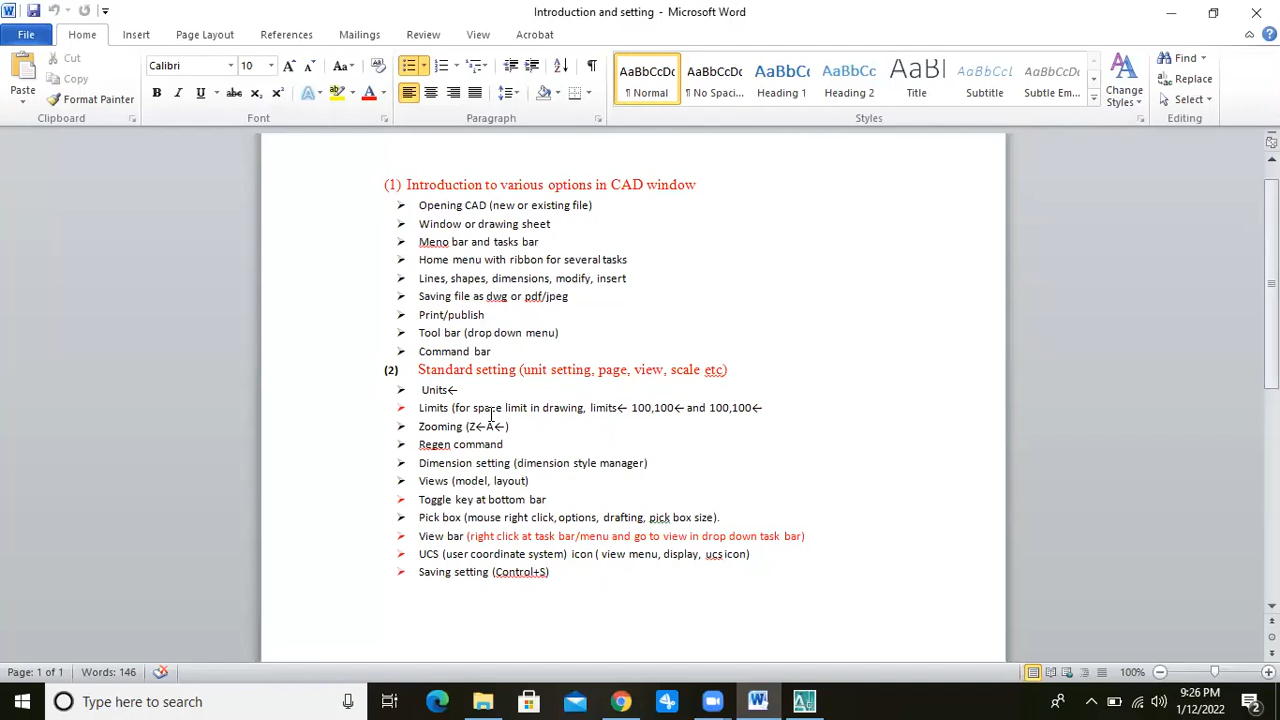 Introduction and setting - Microsoft Word
File Home Insert Page Layout References Mailings Review View Acrobat
Paste
Cut
Copy
Format Painter
Clipboard
Calibri 10
Font
Paragraph
AaBbCcDc AaBbCcDc AaBbCc AaBbCc AaBl AaBbCcDc AaBbCcDc
¶ Normal ¶ No Spaci... Heading 1 Heading 2 Title Subtitle Subtle Em...
Styles
Change Styles
Find
Replace
Select
Editing
(1) Introduction to various options in CAD window
➢ Opening CAD (new or existing file)
➢ Window or drawing sheet
➢ Meno bar and tasks bar
➢ Home menu with ribbon for several tasks
➢ Lines, shapes, dimensions, modify, insert
➢ Saving file as dwg or pdf/jpeg
➢ Print/publish
➢ Tool bar (drop down menu)
➢ Command bar
(2) Standard setting (unit setting, page, view, scale etc)
➢ Units←
➢ Limits (for space limit in drawing, limits← 100,100← and 100,100←
➢ Zooming (Z←A←)
➢ Regen command
➢ Dimension setting (dimension style manager)
➢ Views (model, layout)
➢ Toggle key at bottom bar
➢ Pick box (mouse right click, options, drafting, pick box size).
➢ View bar (right click at task bar/menu and go to view in drop down task bar)
➢ UCS (user coordinate system) icon ( view menu, display, ucs icon)
➢ Saving setting (Control+S)
Page: 1 of 1 Words: 146 100%
Type here to search
9:26 PM
1/12/2022
2